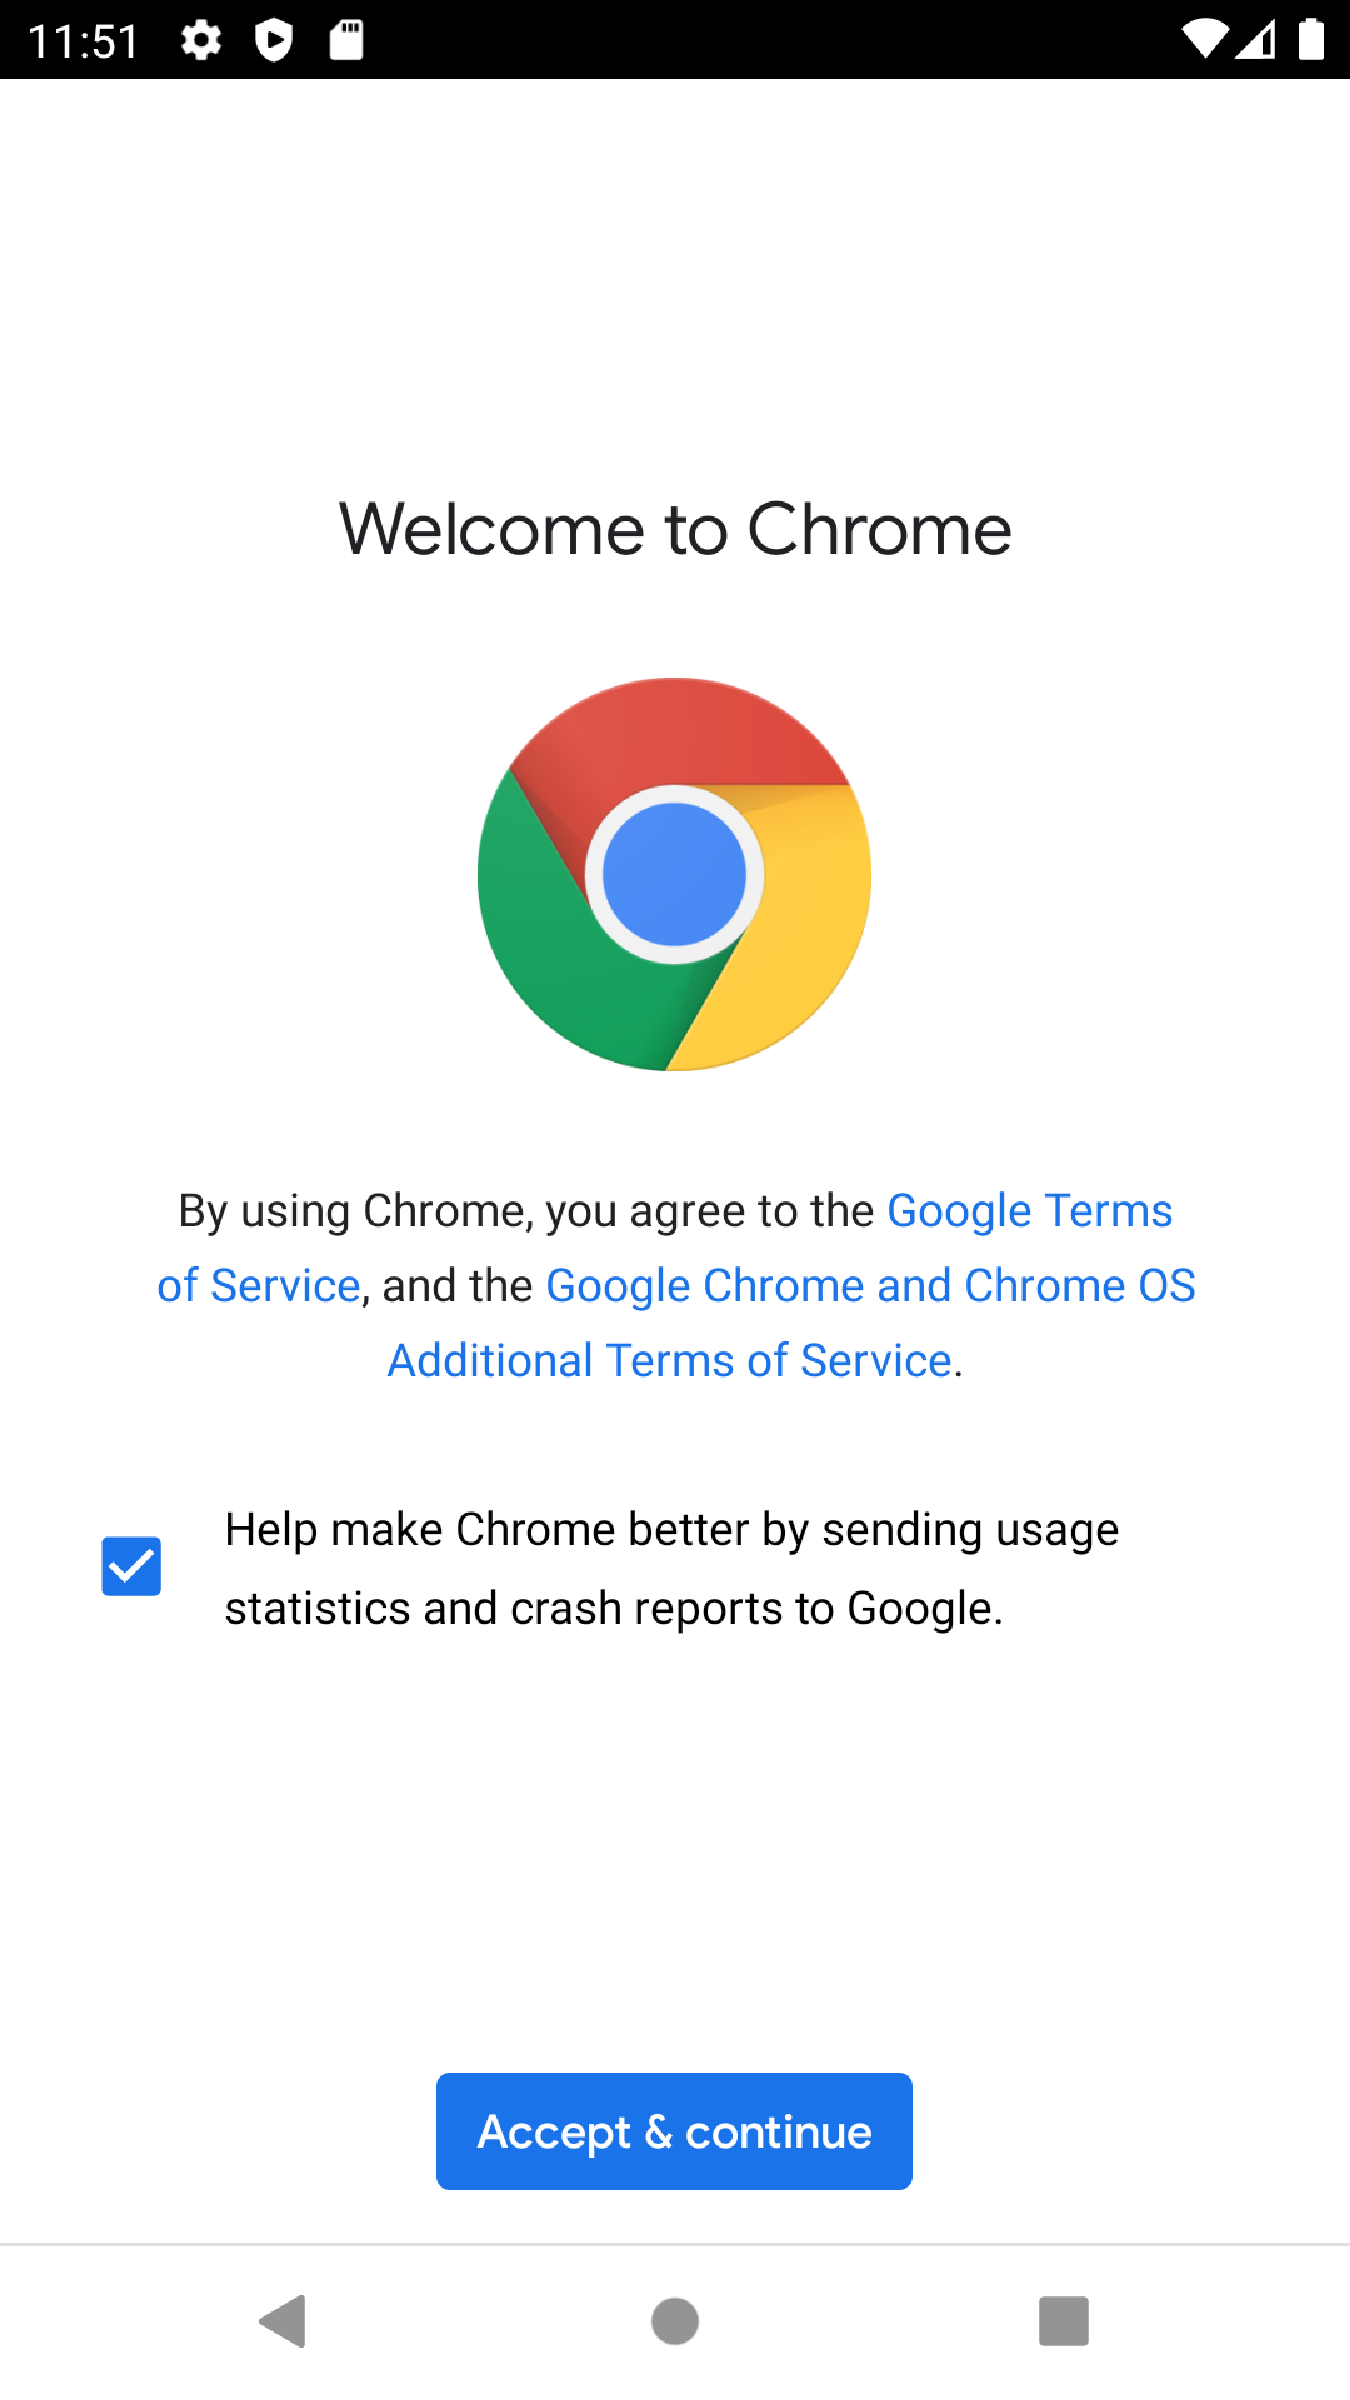 11:51
Welcome to Chrome
By using Chrome, you agree to the Google Terms
of Service, and the Google Chrome and Chrome OS
Additional Terms of Service.
Help make Chrome better by sending usage
statistics and crash reports to Google.
Accept & continue